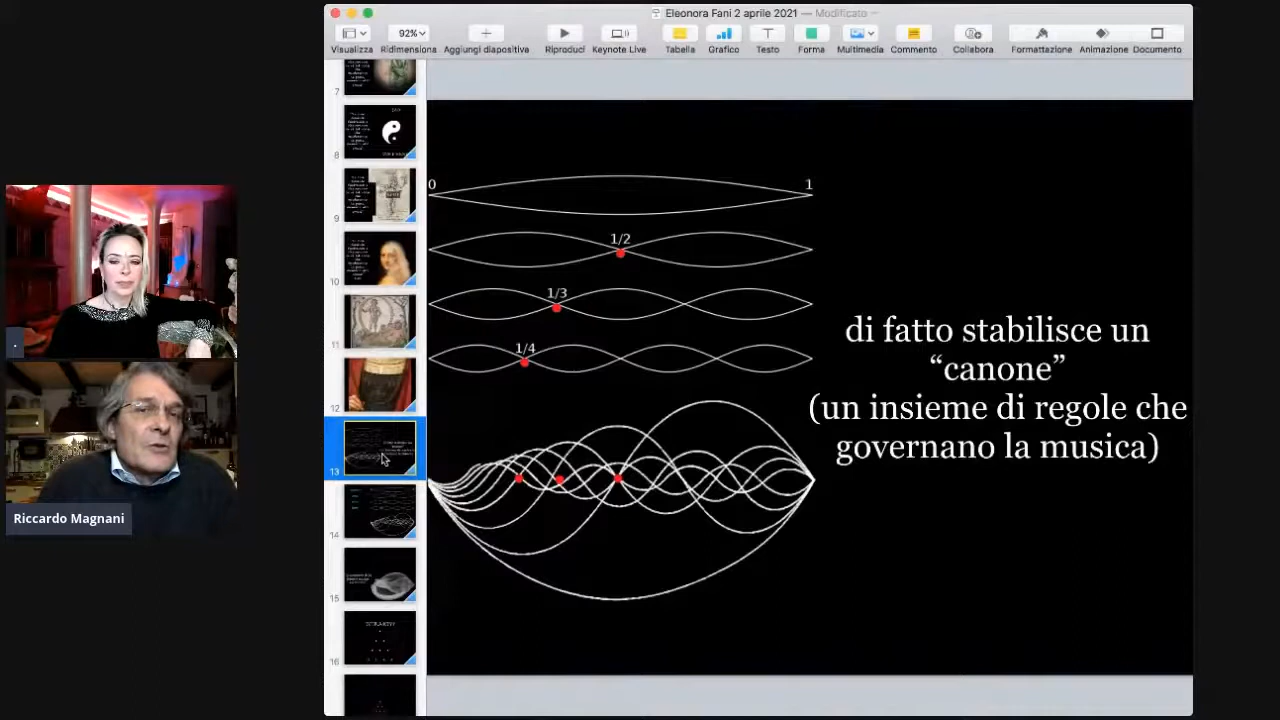 Eleonora Fani 2 aprile 2021 — Modificato
92%
Visualizza Ridimensiona Aggiungi diapositiva Riproduci Keynote Live Tabella Grafico Testo Forma Multimedia Commento Collabora Formattazione Animazione Documento
7
8
9
10
11
12
13
14
15
16
0 1
1/2
1/3
1/4
di fatto stabilisce un
“canone”
(un insieme di regole che
governano la musica)
.
Riccardo Magnani